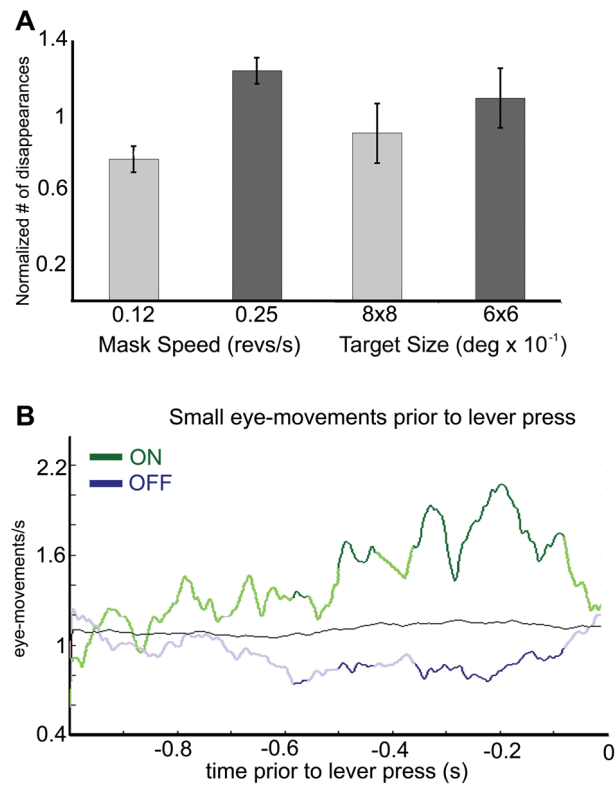 A
Normalized # of disappearances
1.4
1
0.6
0.2
0.12 0.25 8x8 6x6
Mask Speed (revs/s) Target Size (deg x 10⁻¹)
B
Small eye-movements prior to lever press
ON
OFF
eye-movements/s
2.2
1.6
1
0.4
-0.8 -0.6 -0.4 -0.2 0
time prior to lever press (s)